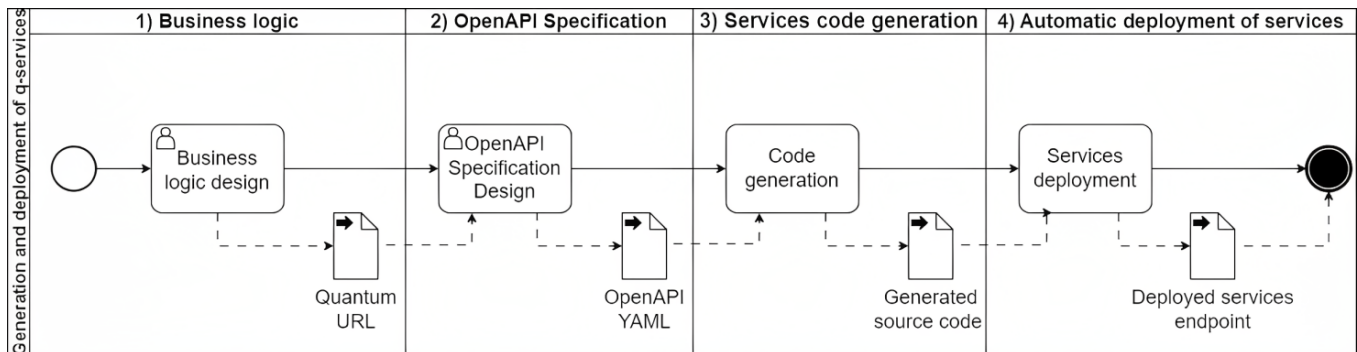 Generation and deployment of q-services
1) Business logic
2) OpenAPI Specification
3) Services code generation
4) Automatic deployment of services
Business
logic design
OpenAPI
Specification
Design
Code
generation
Services
deployment
Quantum
URL
OpenAPI
YAML
Generated
source code
Deployed services
endpoint